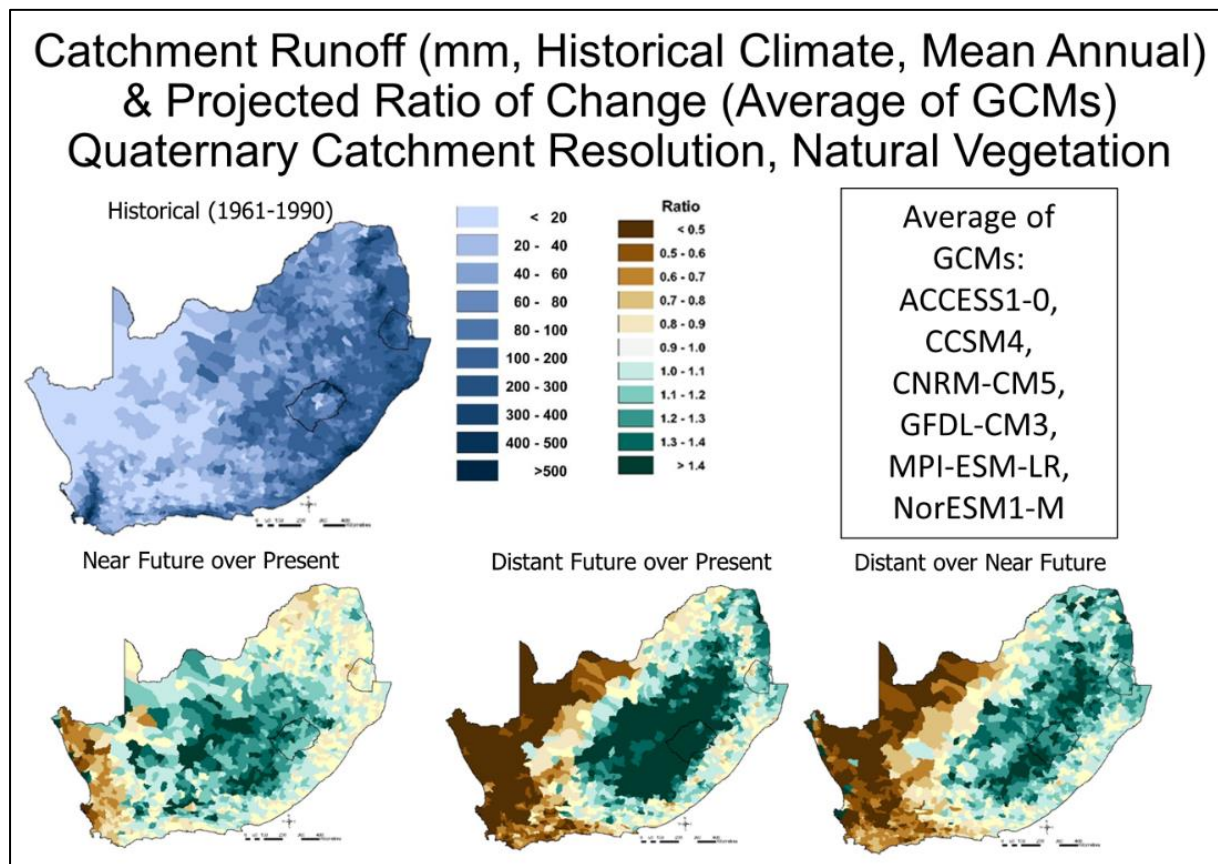 Catchment Runoff (mm, Historical Climate, Mean Annual)
& Projected Ratio of Change (Average of GCMs)
Quaternary Catchment Resolution, Natural Vegetation
Historical (1961-1990)
< 20
20 - 40
40 - 60
60 - 80
80 - 100
100 - 200
200 - 300
300 - 400
400 - 500
>500
Ratio
< 0.5
0.5 - 0.6
0.6 - 0.7
0.7 - 0.8
0.8 - 0.9
0.9 - 1.0
1.0 - 1.1
1.1 - 1.2
1.2 - 1.3
1.3 - 1.4
> 1.4
Average of
GCMs:
ACCESS1-0,
CCSM4,
CNRM-CM5,
GFDL-CM3,
MPI-ESM-LR,
NorESM1-M
Near Future over Present
Distant Future over Present
Distant over Near Future